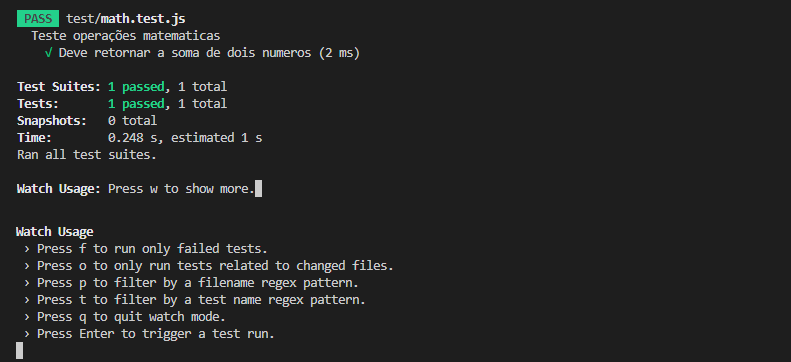 PASS test/math.test.js
Teste operações matematicas
√ Deve retornar a soma de dois numeros (2 ms)
Test Suites: 1 passed, 1 total
Tests: 1 passed, 1 total
Snapshots: 0 total
Time: 0.248 s, estimated 1 s
Ran all test suites.
Watch Usage: Press w to show more.
Watch Usage
› Press f to run only failed tests.
› Press o to only run tests related to changed files.
› Press p to filter by a filename regex pattern.
› Press t to filter by a test name regex pattern.
› Press q to quit watch mode.
› Press Enter to trigger a test run.